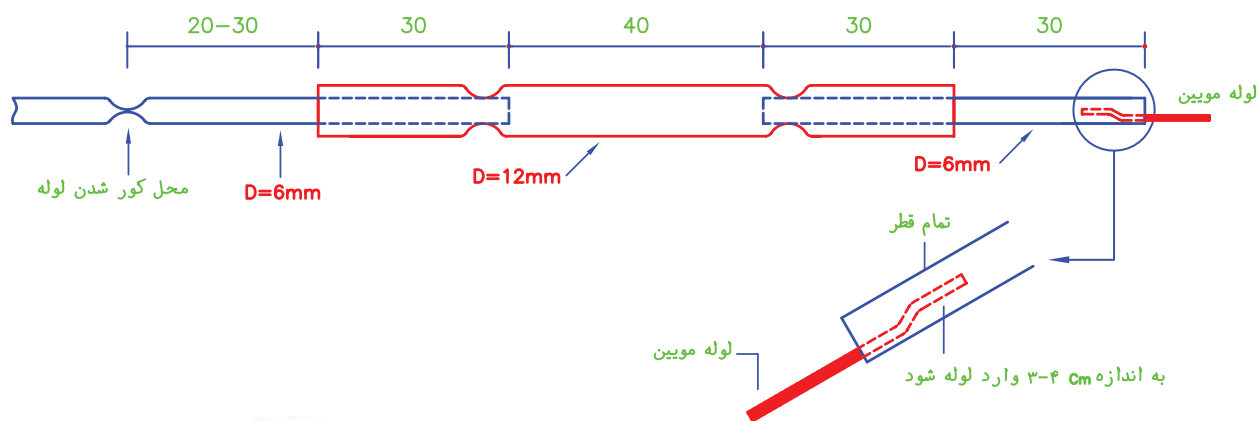 20-30
30
40
30
30
لوله مویین
محل کور شدن لوله
D=6mm
D=12mm
D=6mm
تمام قطر
لوله مویین
به اندازه ۳-۴ cm وارد لوله شود